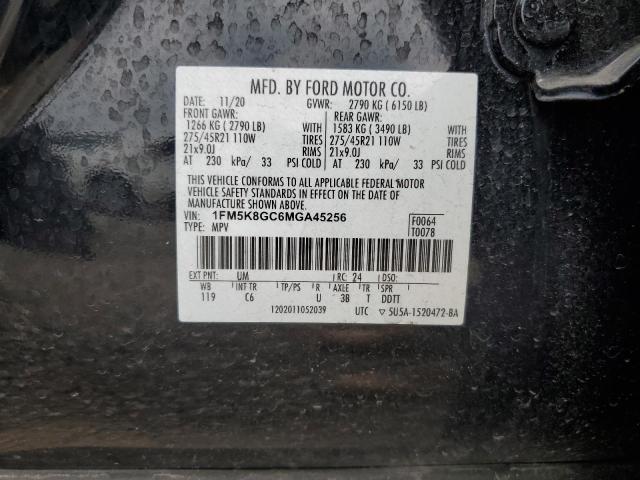 MFD. BY FORD MOTOR CO.
DATE: 11/20 GVWR: 2790 KG ( 6150 LB)
FRONT GAWR: REAR GAWR:
1266 KG ( 2790 LB) WITH 1583 KG ( 3490 LB) WITH
275/45R21 110W TIRES 275/45R21 110W TIRES
21x9.0J RIMS 21x9.0J RIMS
AT 230 kPa/ 33 PSI COLD AT 230 kPa/ 33 PSI COLD
THIS VEHICLE CONFORMS TO ALL APPLICABLE FEDERAL MOTOR
VEHICLE SAFETY STANDARDS IN EFFECT ON THE DATE OF
MANUFACTURE SHOWN ABOVE.
VIN: 1FM5K8GC6MGA45256 F0064
TYPE: MPV T0078
EXT PNT: UM RC: 24 DSO:
WB INT TR TP/PS R AXLE TR SPR
119 C6 U 3B T DDTT
1202011052039 UTC ▽ 5U5A-1520472-BA